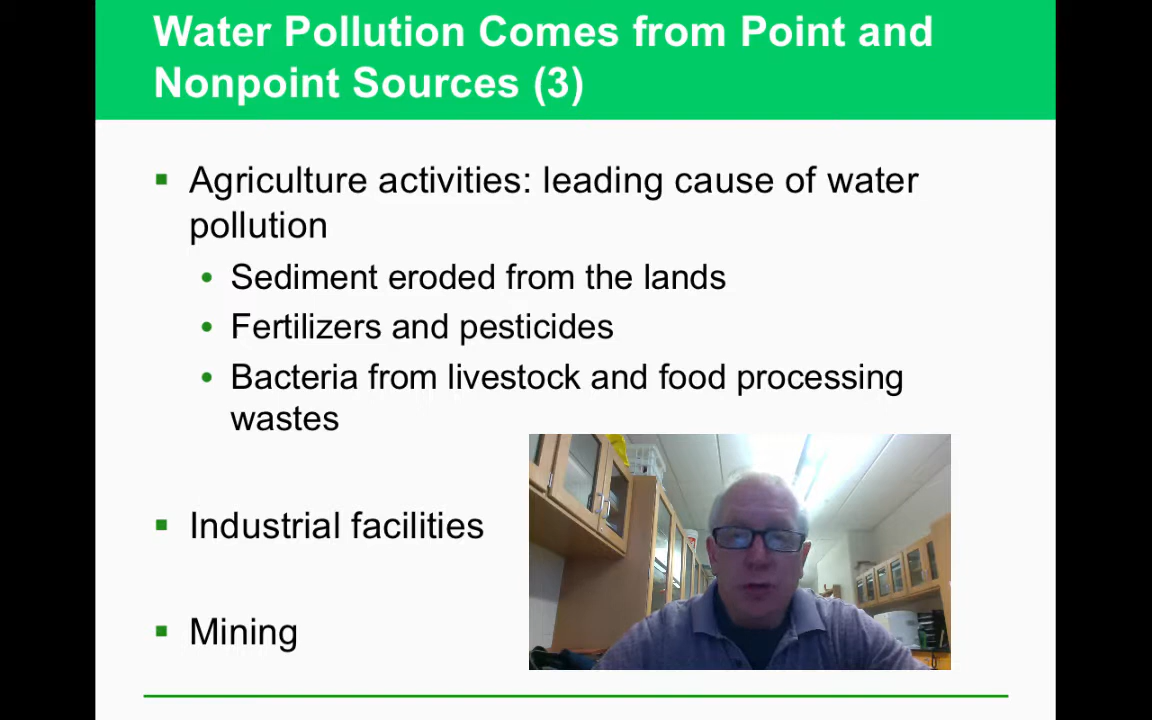 Water Pollution Comes from Point and
Nonpoint Sources (3)
Agriculture activities: leading cause of water
pollution
Sediment eroded from the lands
Fertilizers and pesticides
Bacteria from livestock and food processing
wastes
Industrial facilities
Mining